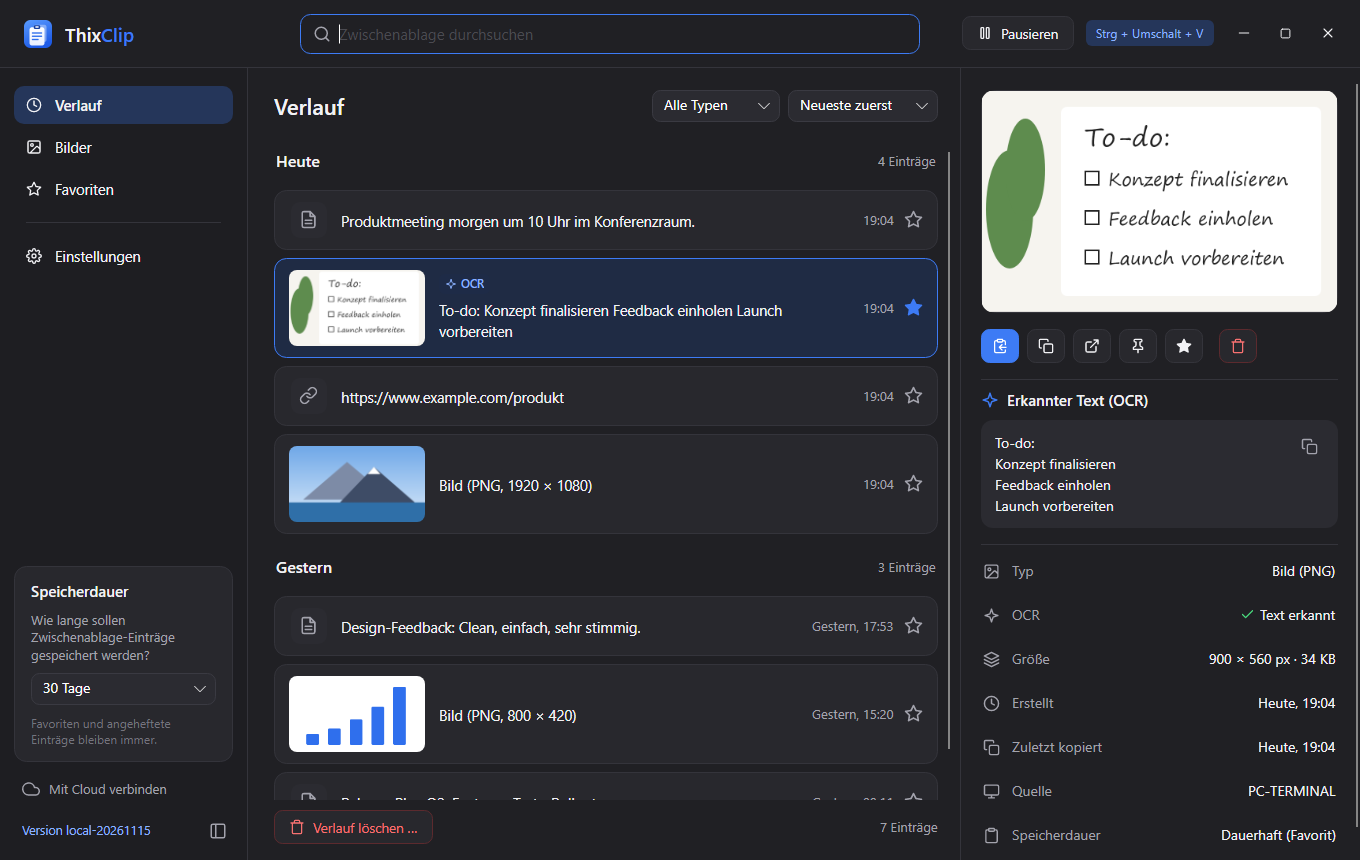 ThixClip
Zwischenablage durchsuchen
Pausieren
Strg + Umschalt + V
Verlauf
Bilder
Favoriten
Einstellungen
Speicherdauer
Wie lange sollen
Zwischenablage-Einträge
gespeichert werden?
30 Tage
Favoriten und angeheftete
Einträge bleiben immer.
Mit Cloud verbinden
Version local-20261115
Verlauf
Alle Typen
Neueste zuerst
Heute
4 Einträge
Produktmeeting morgen um 10 Uhr im Konferenzraum.
19:04
To-do:
Konzept finalisieren
Feedback einholen
Launch vorbereiten
OCR
To-do: Konzept finalisieren Feedback einholen Launch
vorbereiten
19:04
https://www.example.com/produkt
19:04
Bild (PNG, 1920 × 1080)
19:04
Gestern
3 Einträge
Design-Feedback: Clean, einfach, sehr stimmig.
Gestern, 17:53
Bild (PNG, 800 × 420)
Gestern, 15:20
Verlauf löschen ...
7 Einträge
To-do:
Konzept finalisieren
Feedback einholen
Launch vorbereiten
Erkannter Text (OCR)
To-do:
Konzept finalisieren
Feedback einholen
Launch vorbereiten
Typ
Bild (PNG)
OCR
Text erkannt
Größe
900 × 560 px · 34 KB
Erstellt
Heute, 19:04
Zuletzt kopiert
Heute, 19:04
Quelle
PC-TERMINAL
Speicherdauer
Dauerhaft (Favorit)